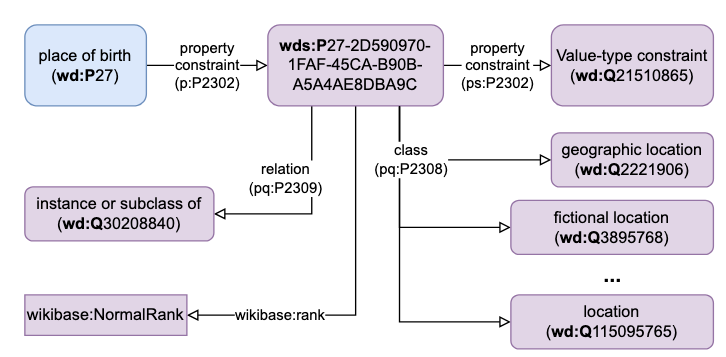 place of birth
(wd:P27)
property
constraint
(p:P2302)
wds:P27-2D590970-
1FAF-45CA-B90B-
A5A4AE8DBA9C
property
constraint
(ps:P2302)
Value-type constraint
(wd:Q21510865)
relation
(pq:P2309)
class
(pq:P2308)
geographic location
(wd:Q2221906)
instance or subclass of
(wd:Q30208840)
fictional location
(wd:Q3895768)
...
wikibase:NormalRank
wikibase:rank
location
(wd:Q115095765)